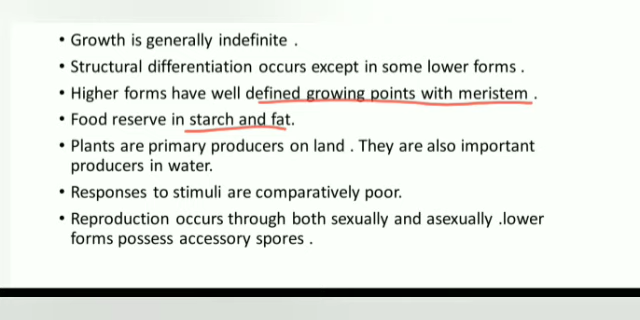 • Growth is generally indefinite .
• Structural differentiation occurs except in some lower forms .
• Higher forms have well defined growing points with meristem .
• Food reserve in starch and fat.
• Plants are primary producers on land . They are also important
producers in water.
• Responses to stimuli are comparatively poor.
• Reproduction occurs through both sexually and asexually .lower
forms possess accessory spores .